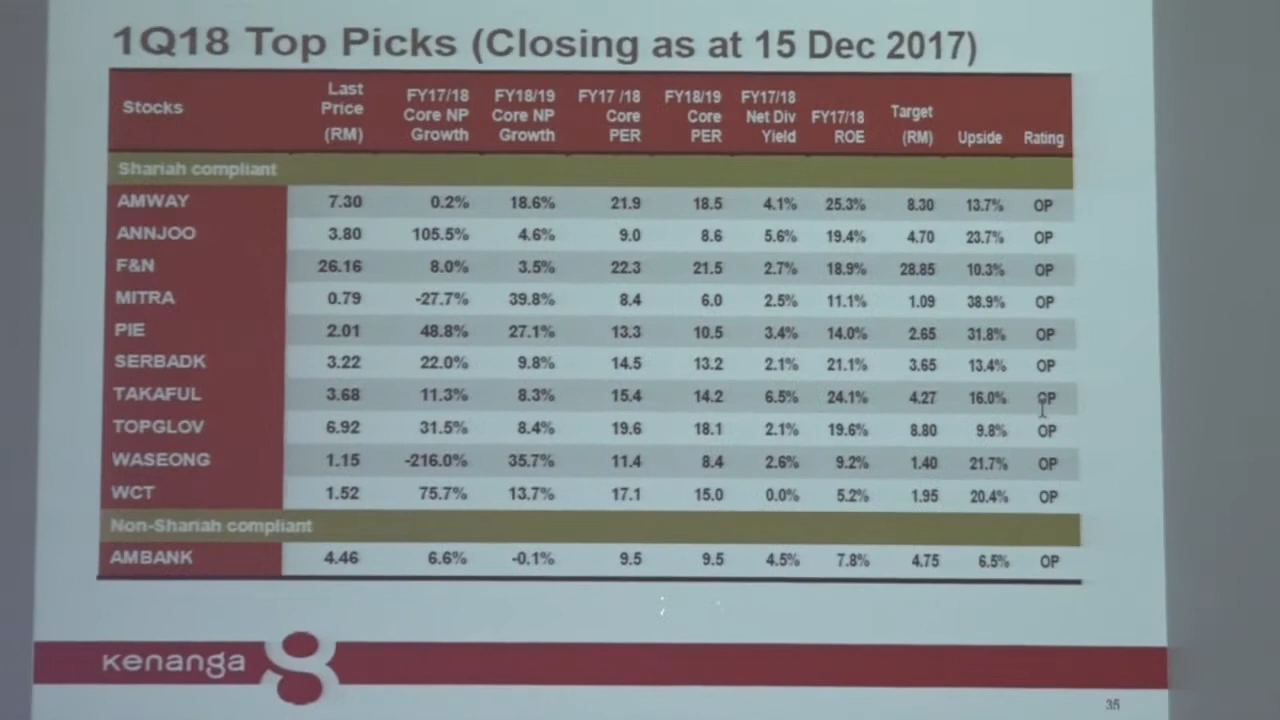 1Q18 Top Picks (Closing as at 15 Dec 2017)
Stocks Last Price (RM) FY17/18 Core NP Growth FY18/19 Core NP Growth FY17 /18 Core PER FY18/19 Core PER FY17/18 Net Div Yield FY17/18 ROE Target (RM) Upside Rating
Shariah compliant
AMWAY 7.30 0.2% 18.6% 21.9 18.5 4.1% 25.3% 8.30 13.7% OP
ANNJOO 3.80 105.5% 4.6% 9.0 8.6 5.6% 19.4% 4.70 23.7% OP
F&N 26.16 8.0% 3.5% 22.3 21.5 2.7% 18.9% 28.85 10.3% OP
MITRA 0.79 -27.7% 39.8% 8.4 6.0 2.5% 11.1% 1.09 38.9% OP
PIE 2.01 48.8% 27.1% 13.3 10.5 3.4% 14.0% 2.65 31.8% OP
SERBADK 3.22 22.0% 9.8% 14.5 13.2 2.1% 21.1% 3.65 13.4% OP
TAKAFUL 3.68 11.3% 8.3% 15.4 14.2 6.5% 24.1% 4.27 16.0% OP
TOPGLOV 6.92 31.5% 8.4% 19.6 18.1 2.1% 19.6% 8.80 9.8% OP
WASEONG 1.15 -216.0% 35.7% 11.4 8.4 2.6% 9.2% 1.40 21.7% OP
WCT 1.52 75.7% 13.7% 17.1 15.0 0.0% 5.2% 1.95 20.4% OP
Non-Shariah compliant
AMBANK 4.46 6.6% -0.1% 9.5 9.5 4.5% 7.8% 4.75 6.5% OP
kenanga
35